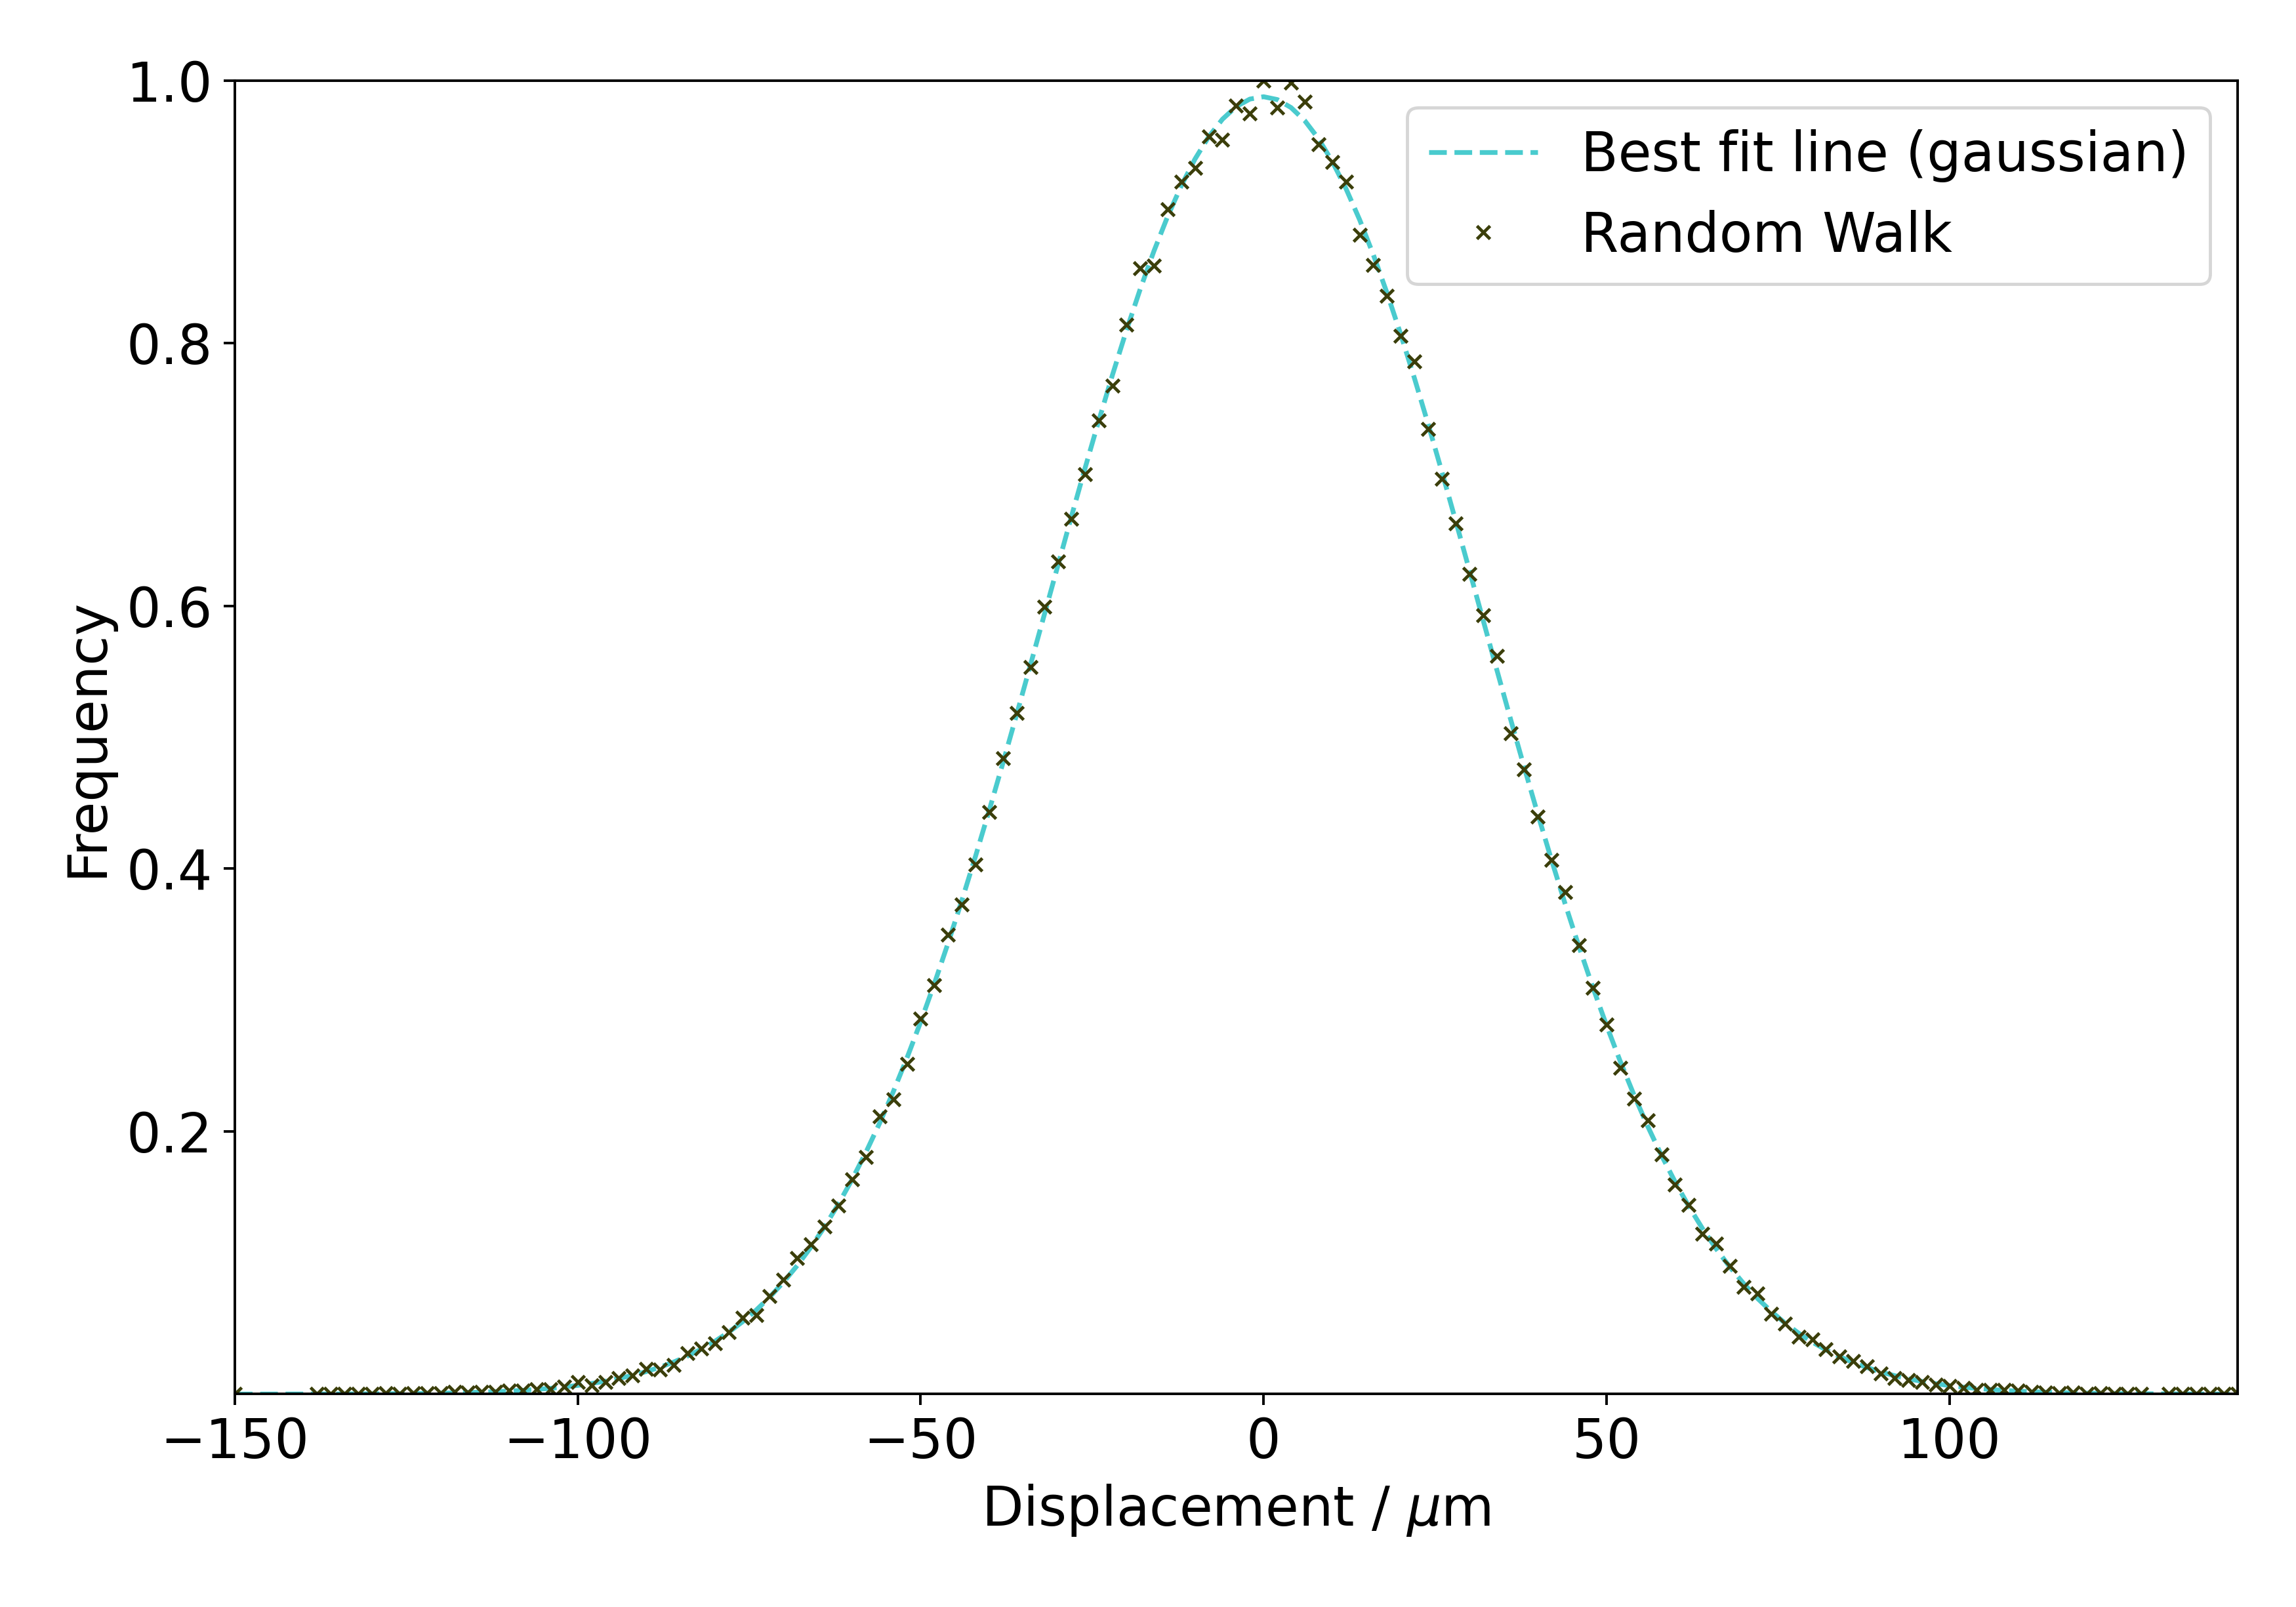 1.0
0.8
0.6
0.4
0.2
Frequency
Best fit line (gaussian)
Random Walk
−150
−100
−50
0
50
100
Displacement / μm